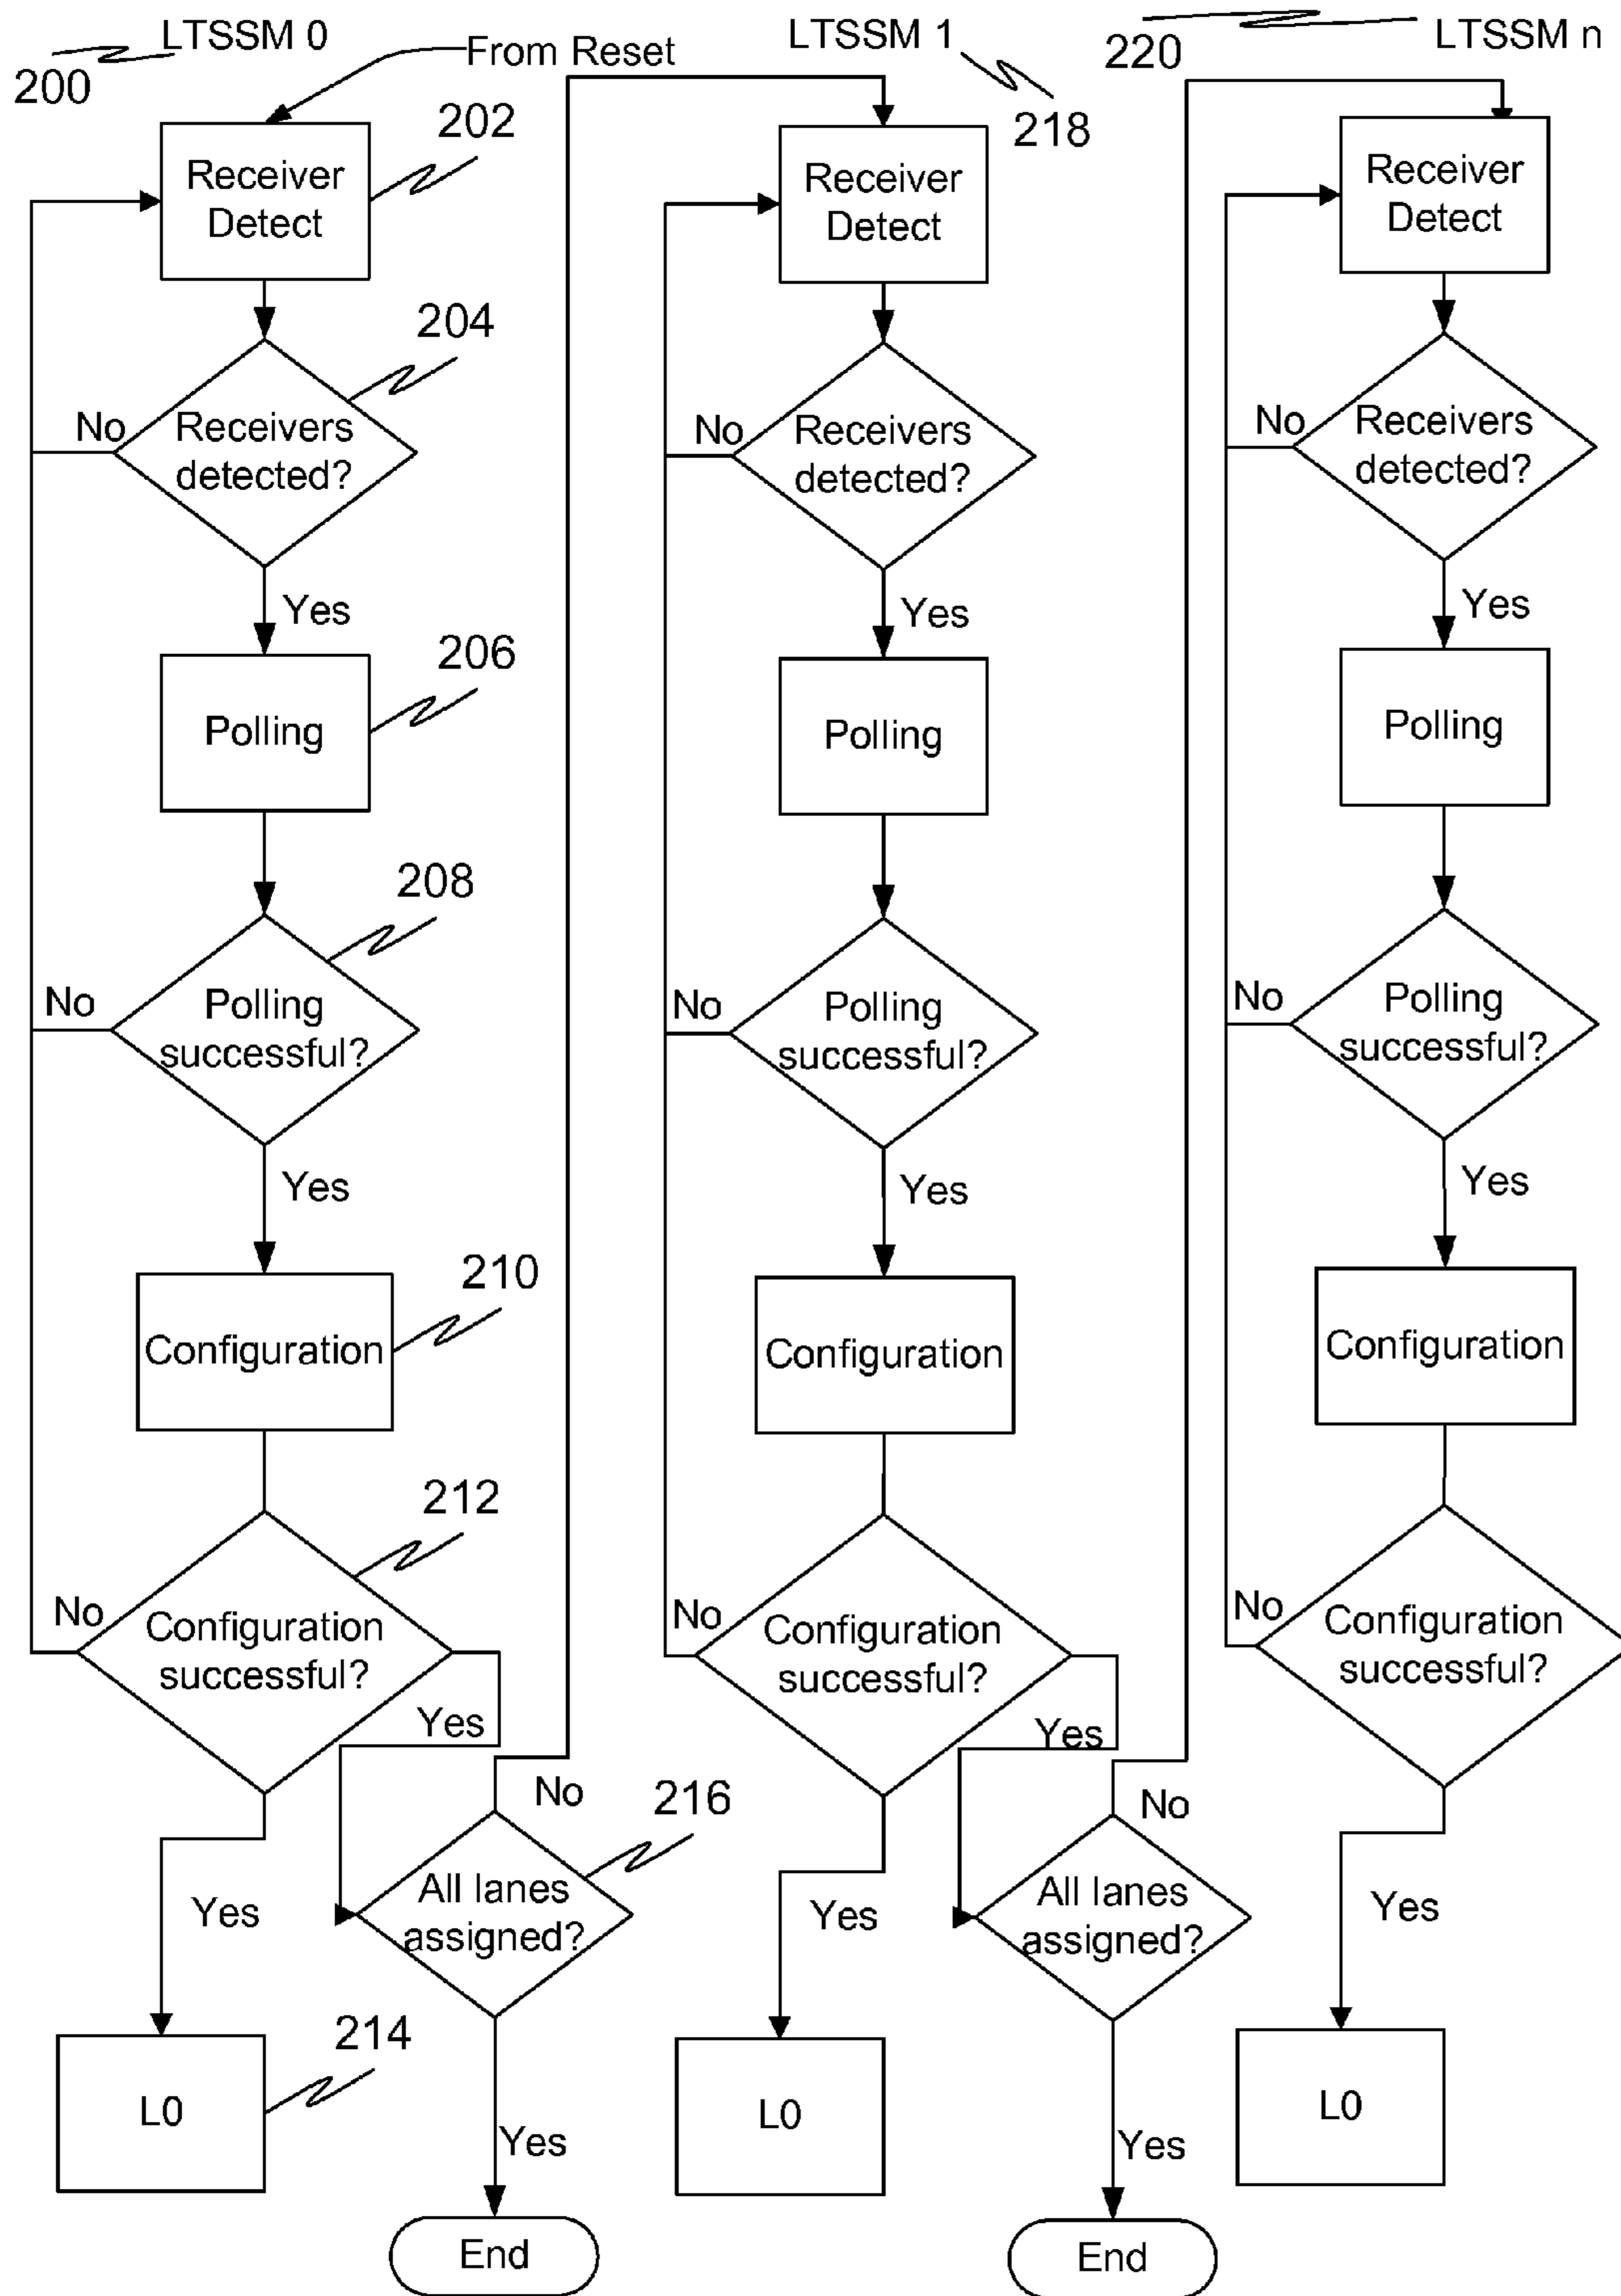 LTSSM 0
200
From Reset
202
Receiver
Detect
204
No
Receivers
detected?
Yes
206
Polling
208
No
Polling
successful?
Yes
210
Configuration
212
No
Configuration
successful?
Yes
Yes
214
L0
No
216
All lanes
assigned?
Yes
End
LTSSM 1
218
Receiver
Detect
No
Receivers
detected?
Yes
Polling
No
Polling
successful?
Yes
Configuration
No
Configuration
successful?
Yes
Yes
L0
No
All lanes
assigned?
Yes
End
220
LTSSM n
Receiver
Detect
No
Receivers
detected?
Yes
Polling
No
Polling
successful?
Yes
Configuration
No
Configuration
successful?
Yes
L0